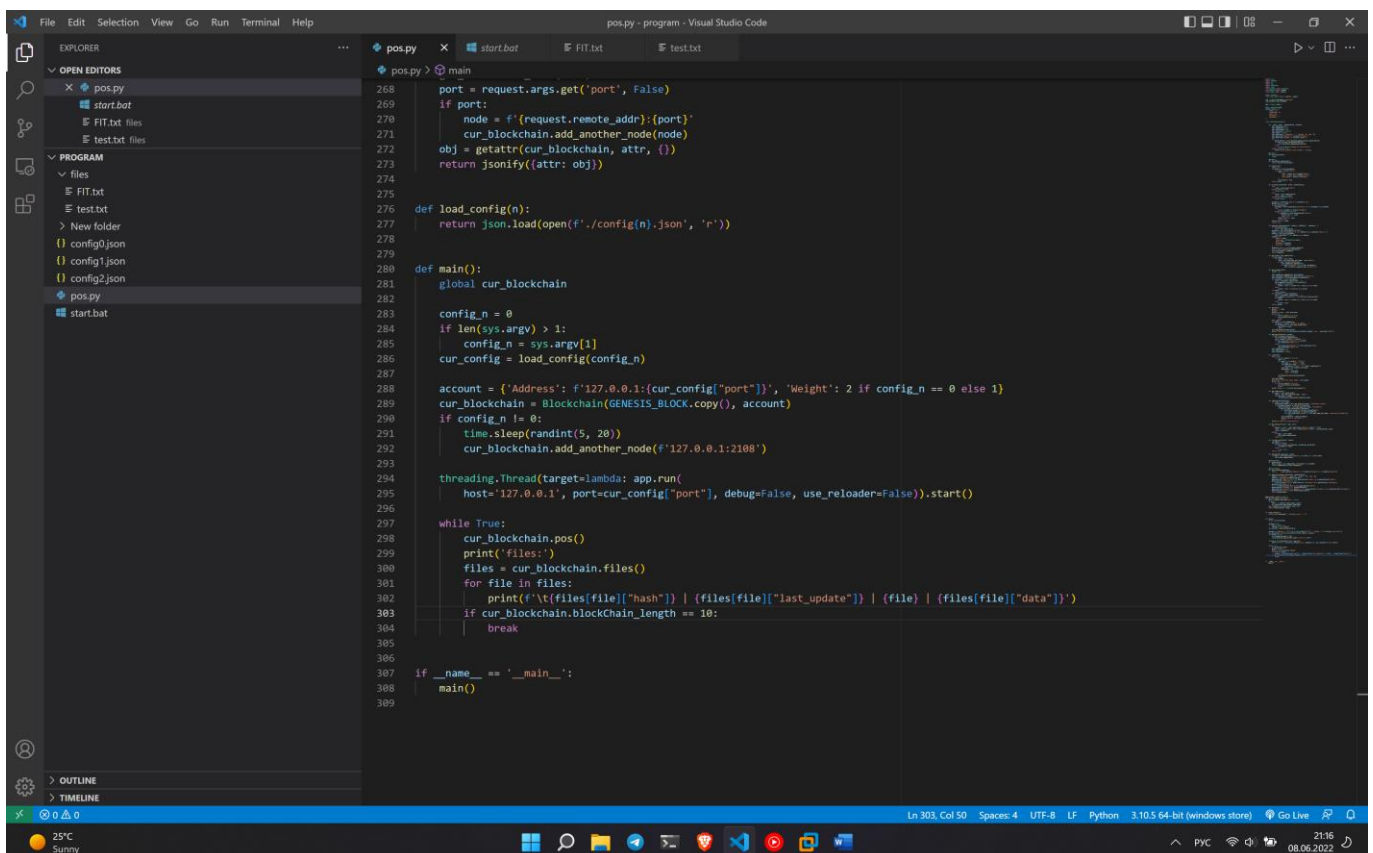 File Edit Selection View Go Run Terminal Help
pos.py - program - Visual Studio Code
EXPLORER
OPEN EDITORS
pos.py
start.bat
FIT.txt files
test.txt files
PROGRAM
files
FIT.txt
test.txt
New folder
config0.json
config1.json
config2.json
pos.py
start.bat
OUTLINE
TIMELINE
pos.py start.bat FIT.txt test.txt
pos.py > main
268 port = request.args.get('port', False)
269 if port:
270 node = f'{request.remote_addr}:{port}'
271 cur_blockchain.add_another_node(node)
272 obj = getattr(cur_blockchain, attr, {})
273 return jsonify({attr: obj})
274
275
276 def load_config(n):
277 return json.load(open(f'./config{n}.json', 'r'))
278
279
280 def main():
281 global cur_blockchain
282
283 config_n = 0
284 if len(sys.argv) > 1:
285 config_n = sys.argv[1]
286 cur_config = load_config(config_n)
287
288 account = {'Address': f'127.0.0.1:{cur_config["port"]}', 'Weight': 2 if config_n == 0 else 1}
289 cur_blockchain = Blockchain(GENESIS_BLOCK.copy(), account)
290 if config_n != 0:
291 time.sleep(randint(5, 20))
292 cur_blockchain.add_another_node(f'127.0.0.1:2108')
293
294 threading.Thread(target=lambda: app.run(
295 host='127.0.0.1', port=cur_config["port"], debug=False, use_reloader=False)).start()
296
297 while True:
298 cur_blockchain.pos()
299 print('files:')
300 files = cur_blockchain.files()
301 for file in files:
302 print(f'\t{files[file]["hash"]} | {files[file]["last_update"]} | {file} | {files[file]["data"]}')
303 if cur_blockchain.blockChain_length == 10:
304 break
305
306
307 if __name__ == '__main__':
308 main()
309
0 0
Ln 303, Col 50 Spaces: 4 UTF-8 LF Python 3.10.5 64-bit (windows store) Go Live
25°C
Sunny
РУС
21:16
08.06.2022